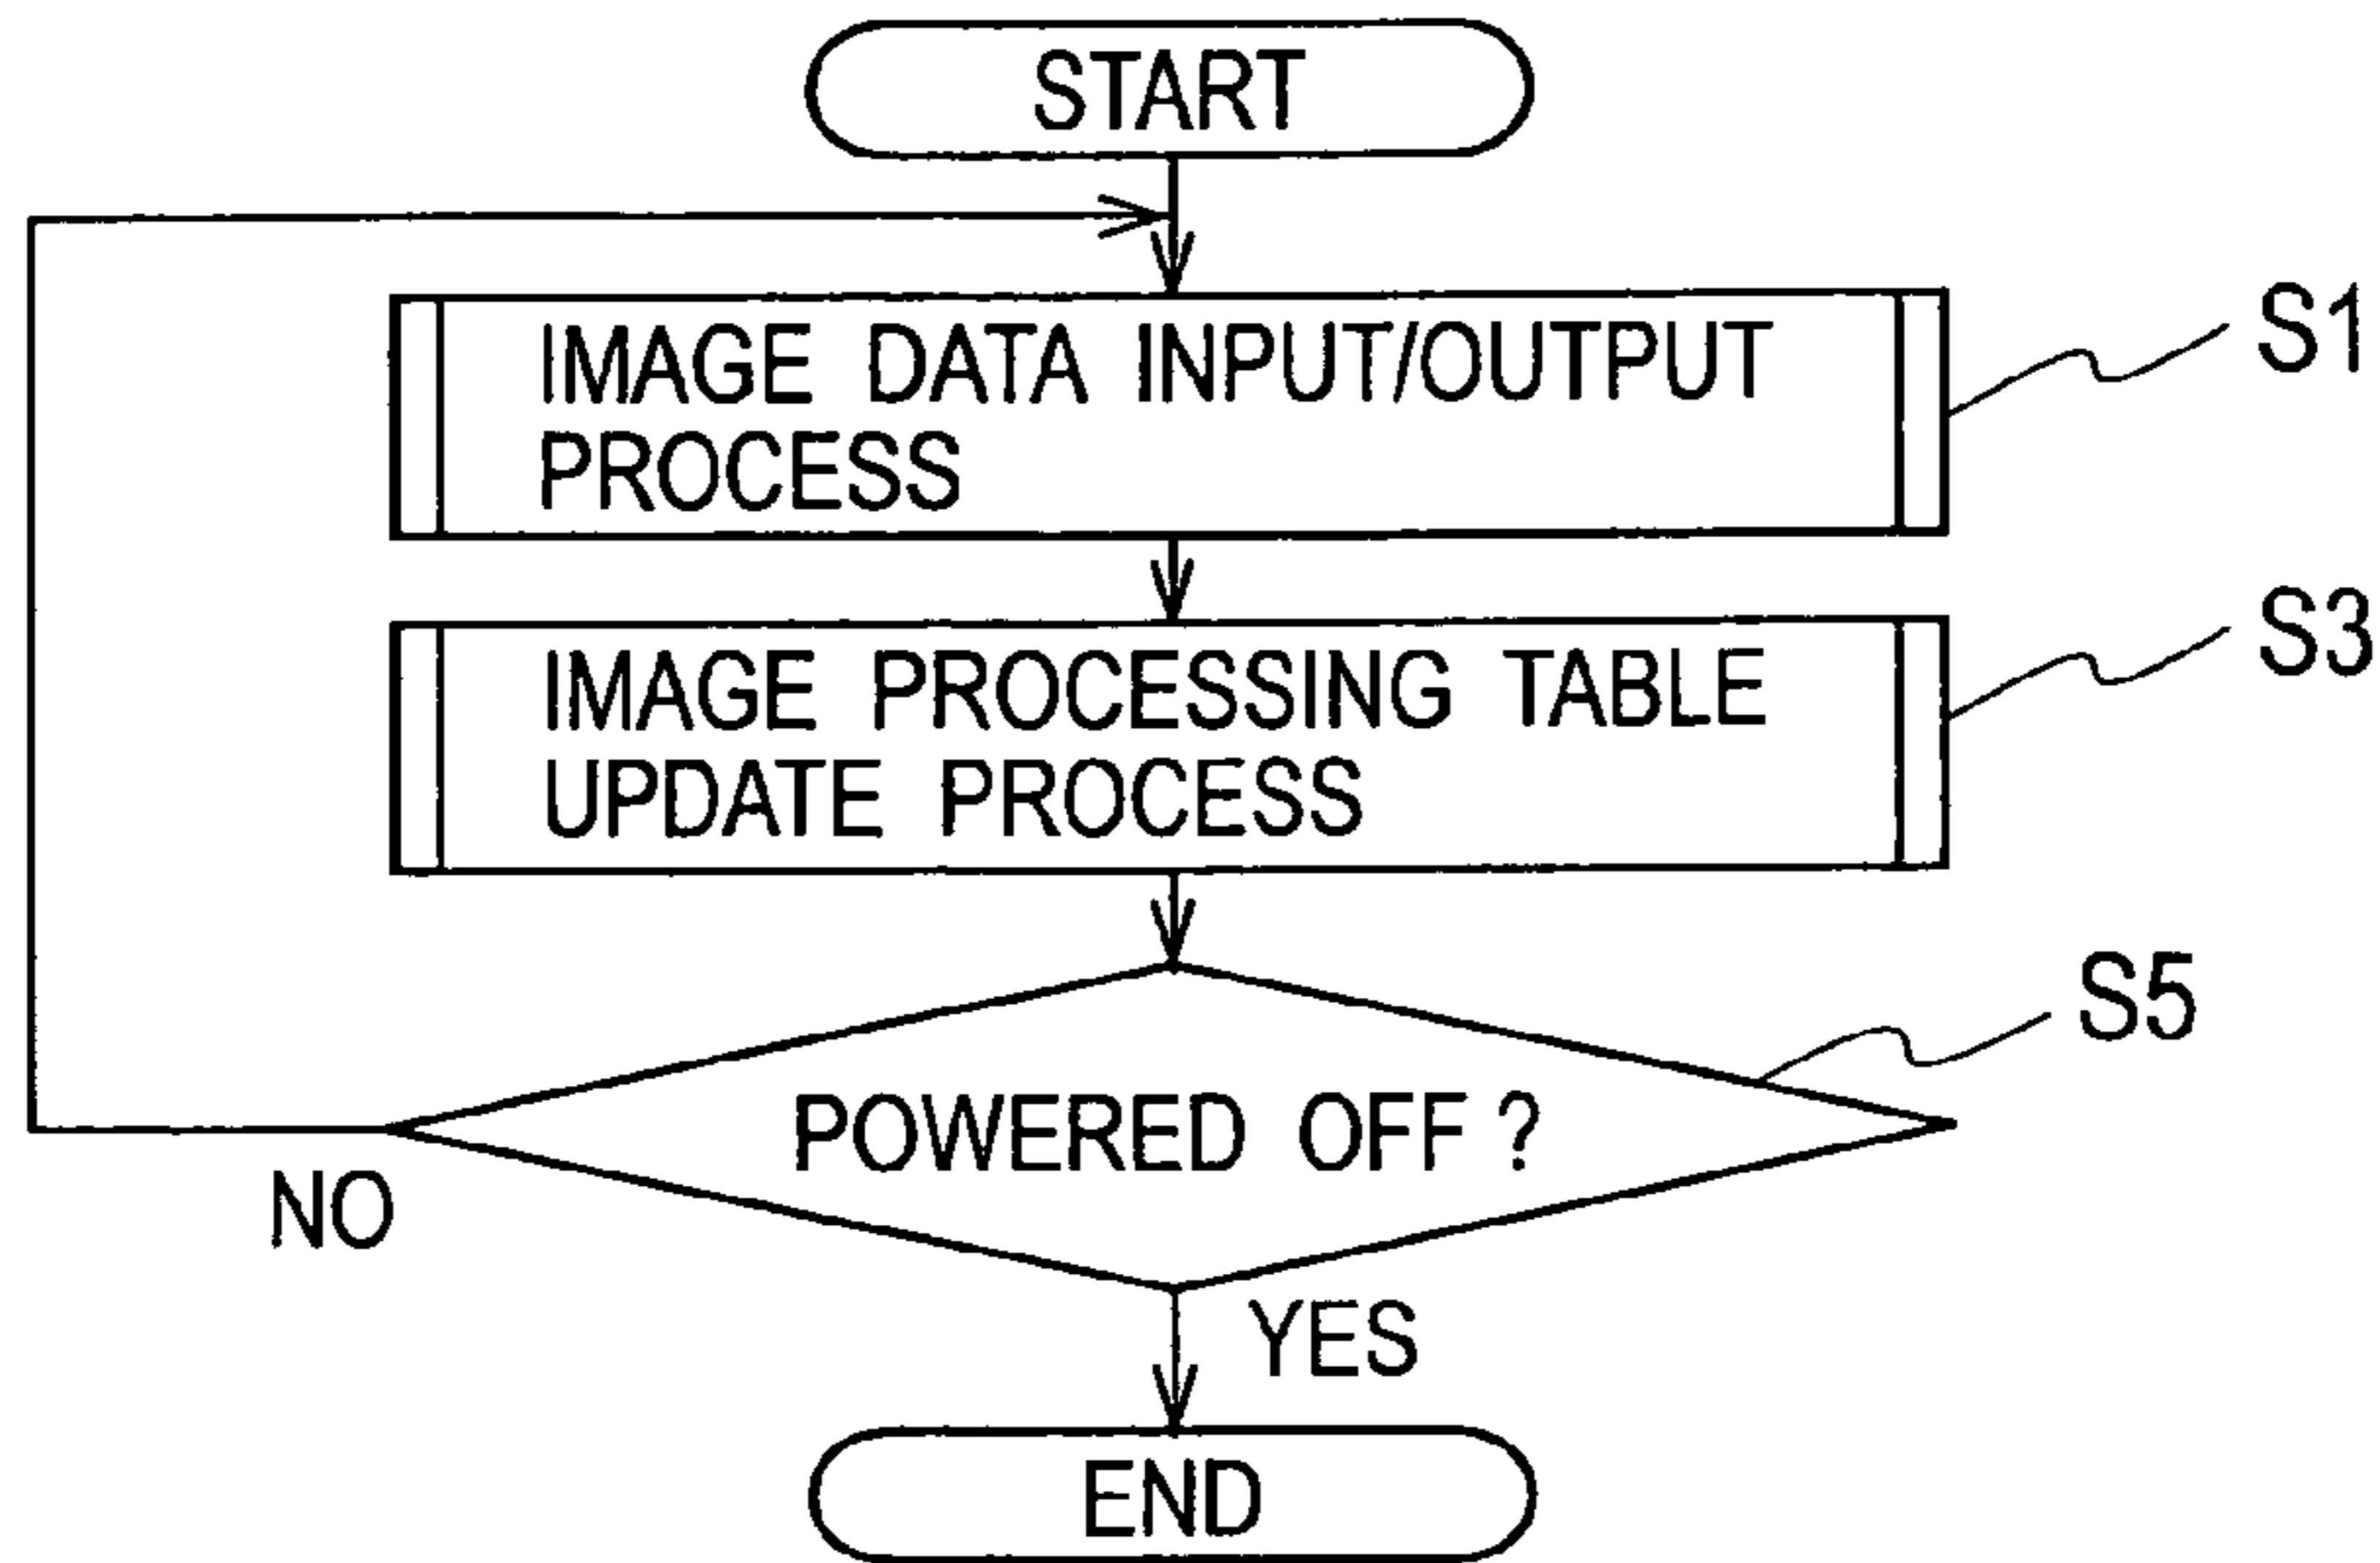 START
IMAGE DATA INPUT/OUTPUT
PROCESS
S1
IMAGE PROCESSING TABLE
UPDATE PROCESS
S3
POWERED OFF ?
S5
NO
YES
END